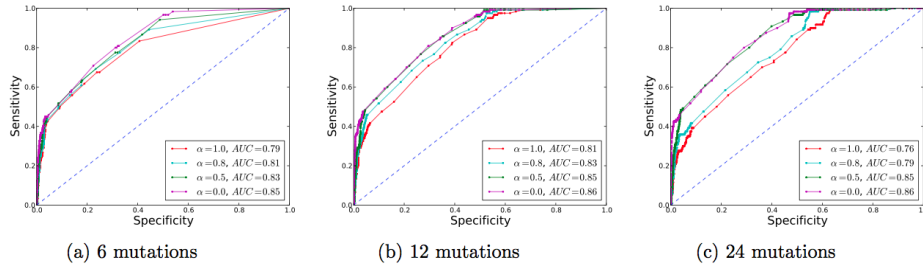 Sensitivity
1.0
0.8
0.6
0.4
0.2
0.0
0.0 0.2 0.4 0.6 0.8 1.0
Specificity
α=1.0, AUC=0.79
α=0.8, AUC=0.81
α=0.5, AUC=0.83
α=0.0, AUC=0.85
(a) 6 mutations
Sensitivity
1.0
0.8
0.6
0.4
0.2
0.0
0.0 0.2 0.4 0.6 0.8 1.0
Specificity
α=1.0, AUC=0.81
α=0.8, AUC=0.83
α=0.5, AUC=0.85
α=0.0, AUC=0.86
(b) 12 mutations
Sensitivity
1.0
0.8
0.6
0.4
0.2
0.0
0.0 0.2 0.4 0.6 0.8 1.0
Specificity
α=1.0, AUC=0.76
α=0.8, AUC=0.79
α=0.5, AUC=0.85
α=0.0, AUC=0.86
(c) 24 mutations